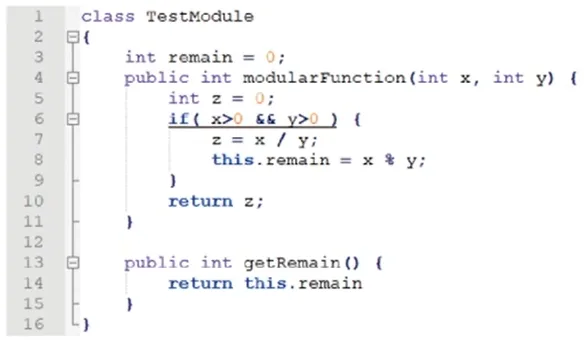 1 class TestModule
2 {
3 int remain = 0;
4 public int modularFunction(int x, int y) {
5 int z = 0;
6 if( x>0 && y>0 ) {
7 z = x / y;
8 this.remain = x % y;
9 }
10 return z;
11 }
12
13 public int getRemain() {
14 return this.remain
15 }
16 }